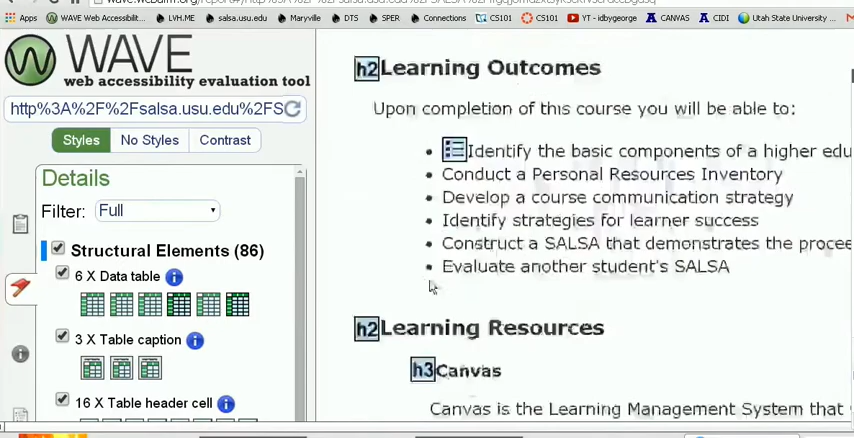 Apps
WAVE Web Accessibilit...
LVH.ME
salsa.usu.edu
Maryville
DTS
SPER
Connections
CS101
CS101
YT - idbygeorge
CANVAS
CIDI
Utah State University
WAVE
web accessibility evaluation tool
http%3A%2F%2Fsalsa.usu.edu%2FS
Styles
No Styles
Contrast
Details
Filter:
Full
Structural Elements (86)
6 X Data table
3 X Table caption
16 X Table header cell
h2 Learning Outcomes
Upon completion of this course you will be able to:
Identify the basic components of a higher edu
Conduct a Personal Resources Inventory
Develop a course communication strategy
Identify strategies for learner success
Construct a SALSA that demonstrates the procee
Evaluate another student's SALSA
h2 Learning Resources
h3 Canvas
Canvas is the Learning Management System that